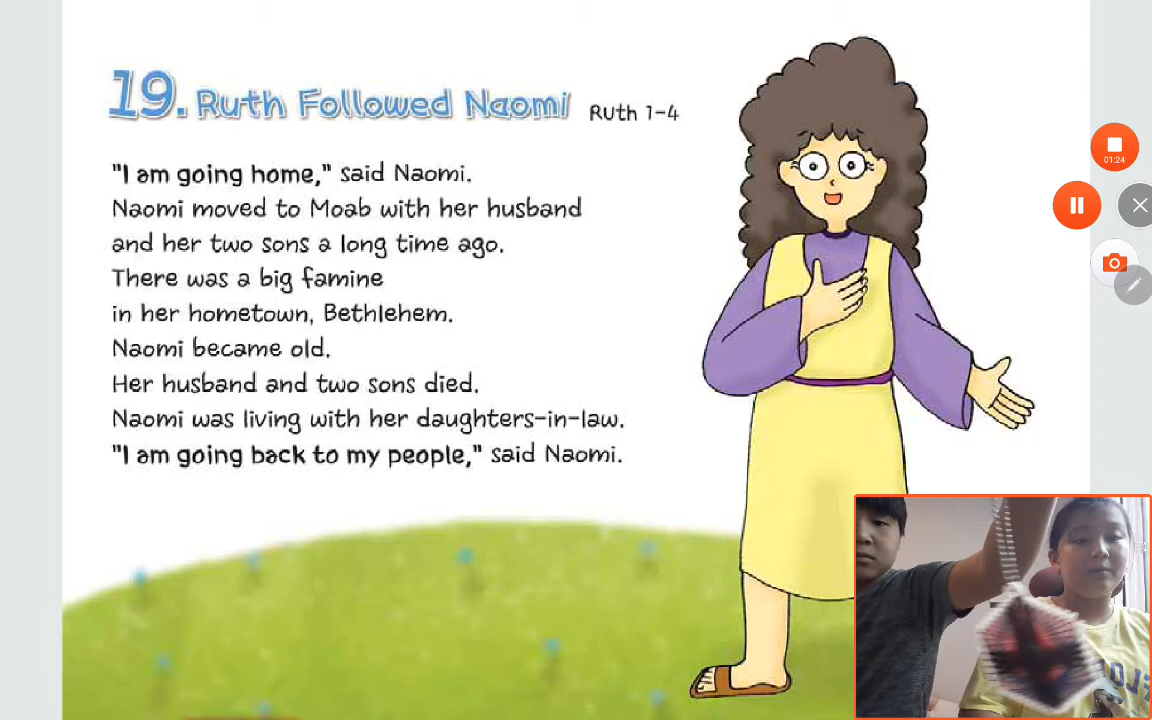 19. Ruth Followed Naomi Ruth 1-4
"I am going home," said Naomi.
Naomi moved to Moab with her husband
and her two sons a long time ago.
There was a big famine
in her hometown, Bethlehem.
Naomi became old.
Her husband and two sons died.
Naomi was living with her daughters-in-law.
"I am going back to my people," said Naomi.
01:24